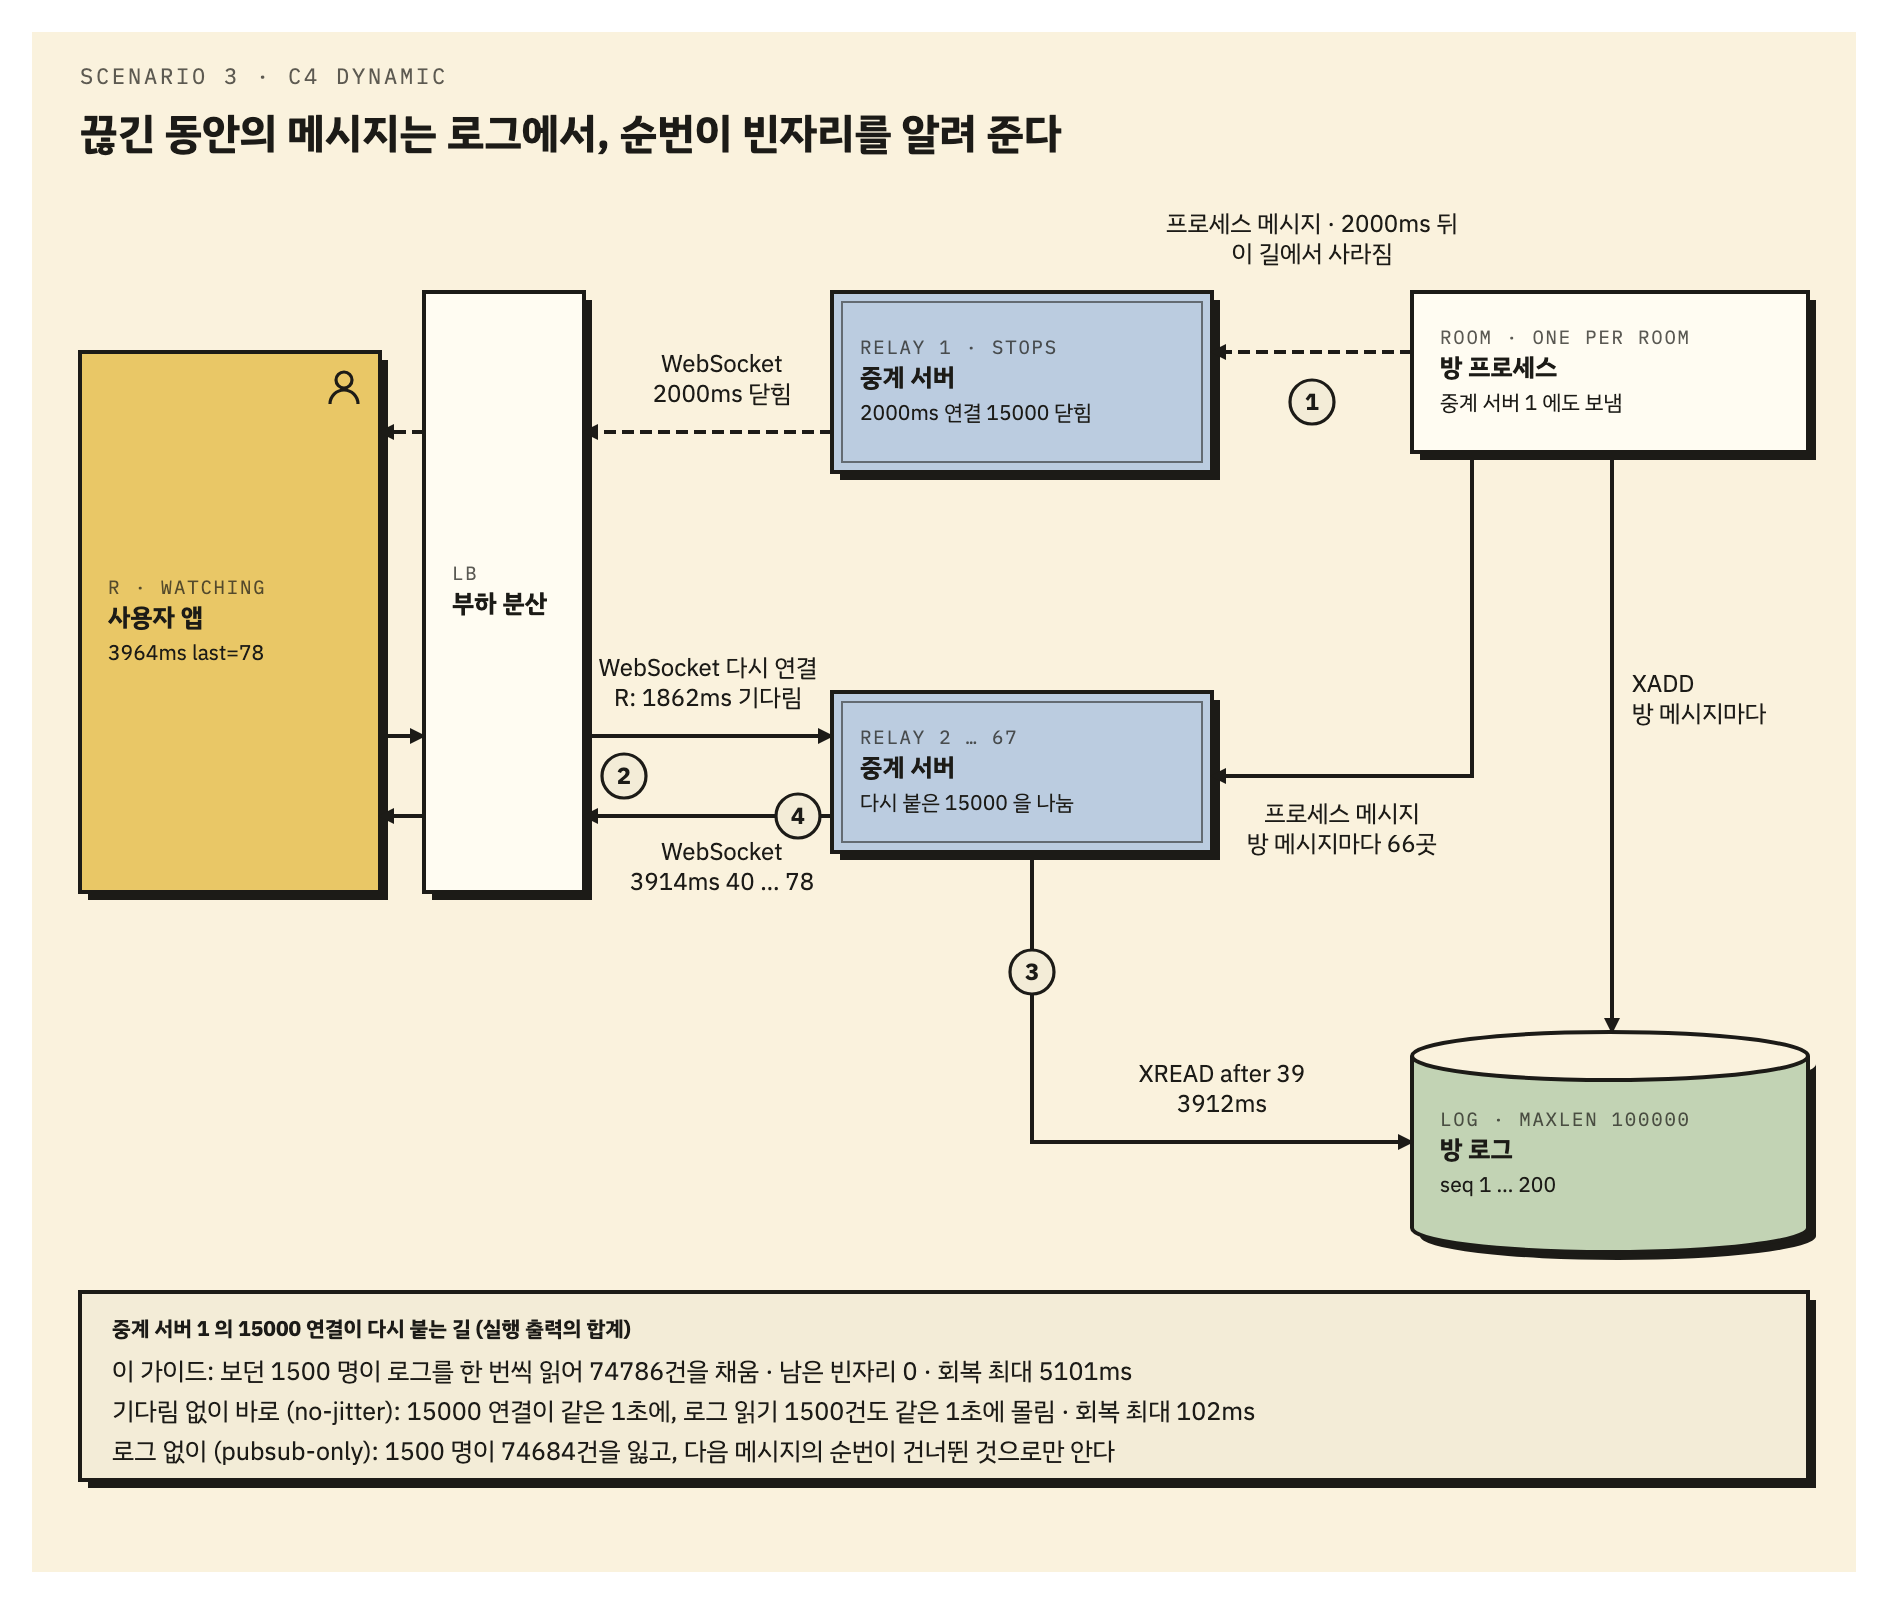 SCENARIO 3 · C4 DYNAMIC
끊긴 동안의 메시지는 로그에서, 순번이 빈자리를 알려 준다
프로세스 메시지 · 2000ms 뒤
이 길에서 사라짐
RELAY 1 · STOPS
중계 서버
2000ms 연결 15000 닫힘
ROOM · ONE PER ROOM
방 프로세스
중계 서버 1 에도 보냄
1
WebSocket
2000ms 닫힘
R · WATCHING
사용자 앱
3964ms last=78
LB
부하 분산
WebSocket 다시 연결
R: 1862ms 기다림
2
RELAY 2 … 67
중계 서버
다시 붙은 15000 을 나눔
XADD
방 메시지마다
4
WebSocket
3914ms 40 … 78
프로세스 메시지
방 메시지마다 66곳
3
XREAD after 39
3912ms
LOG · MAXLEN 100000
방 로그
seq 1 … 200
중계 서버 1 의 15000 연결이 다시 붙는 길 (실행 출력의 합계)
이 가이드: 보던 1500 명이 로그를 한 번씩 읽어 74786건을 채움 · 남은 빈자리 0 · 회복 최대 5101ms
기다림 없이 바로 (no-jitter): 15000 연결이 같은 1초에, 로그 읽기 1500건도 같은 1초에 몰림 · 회복 최대 102ms
로그 없이 (pubsub-only): 1500 명이 74684건을 잃고, 다음 메시지의 순번이 건너뛴 것으로만 안다